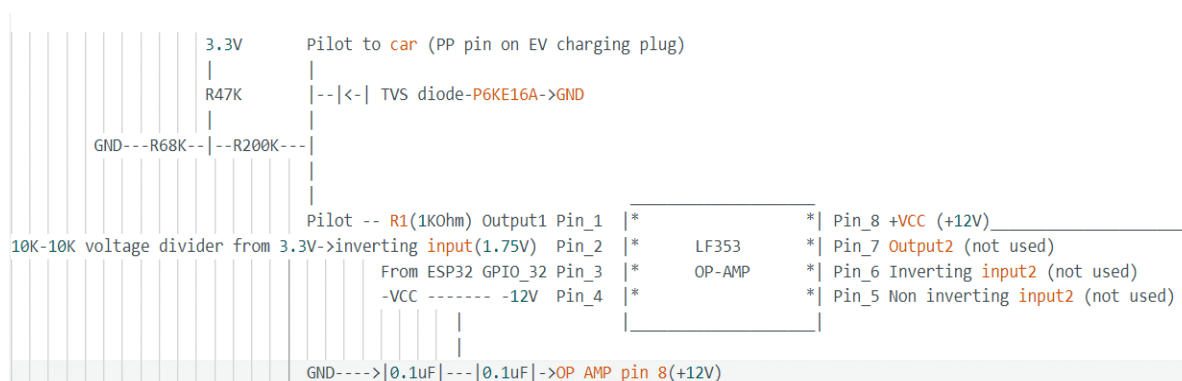 3.3V Pilot to car (PP pin on EV charging plug)
| |
R47K |--|<-| TVS diode-P6KE16A->GND
| |
GND---R68K--|--R200K---|
|
|
Pilot -- R1(1KOhm) Output1 Pin_1 |* *| Pin_8 +VCC (+12V)
10K-10K voltage divider from 3.3V->inverting input(1.75V) Pin_2 |* LF353 *| Pin_7 Output2 (not used)
From ESP32 GPIO_32 Pin_3 |* OP-AMP *| Pin_6 Inverting input2 (not used)
-VCC ------- -12V Pin_4 |* *| Pin_5 Non inverting input2 (not used)
GND---->|0.1uF|---|0.1uF|->OP AMP pin 8(+12V)